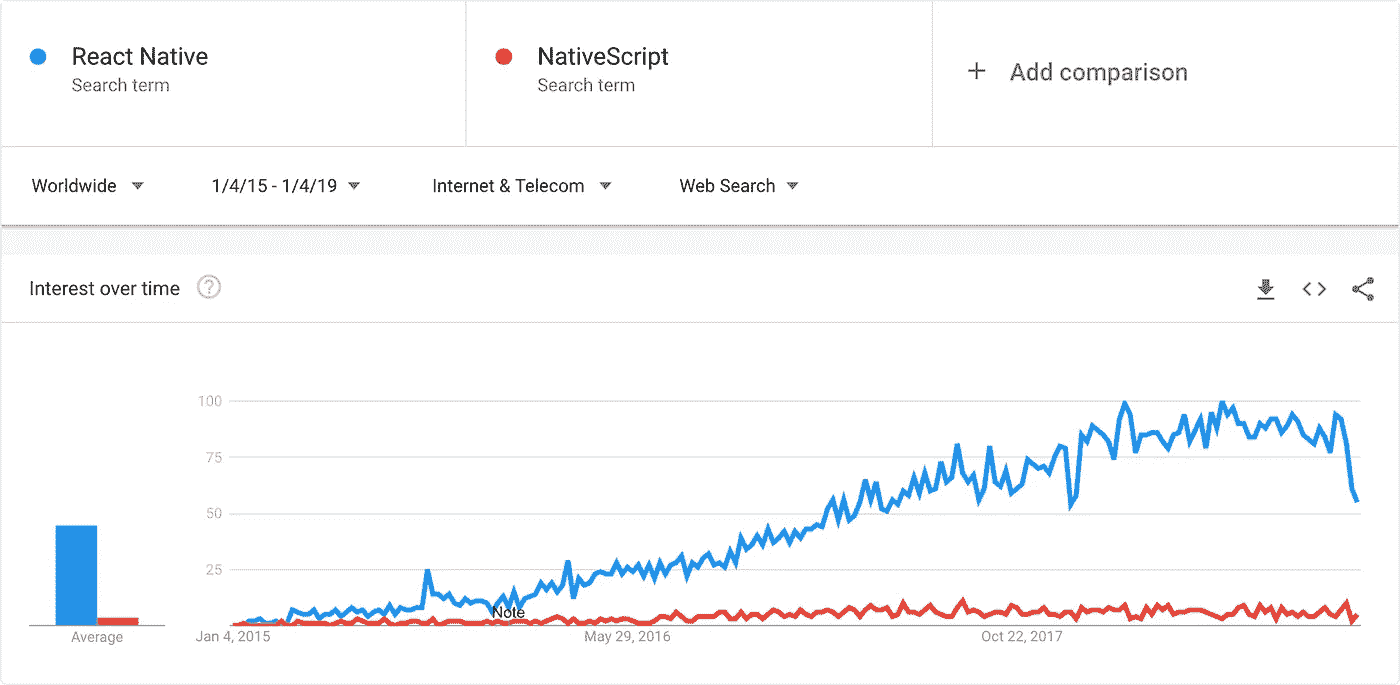 React Native
Search term
NativeScript
Search term
+ Add comparison
Worldwide
1/4/15 - 1/4/19
Internet & Telecom
Web Search
Interest over time ?
100
75
50
25
Note
Average
Jan 4, 2015
May 29, 2016
Oct 22, 2017